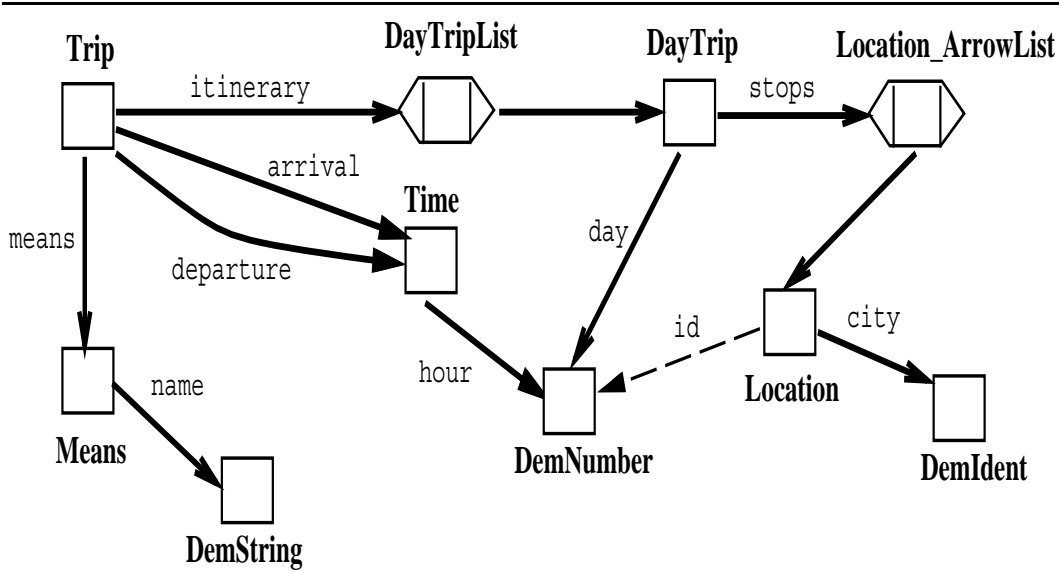 Trip
DayTripList
DayTrip
Location_ArrowList
itinerary
stops
arrival
Time
means
departure
day
id
city
name
hour
Location
Means
DemNumber
DemIdent
DemString